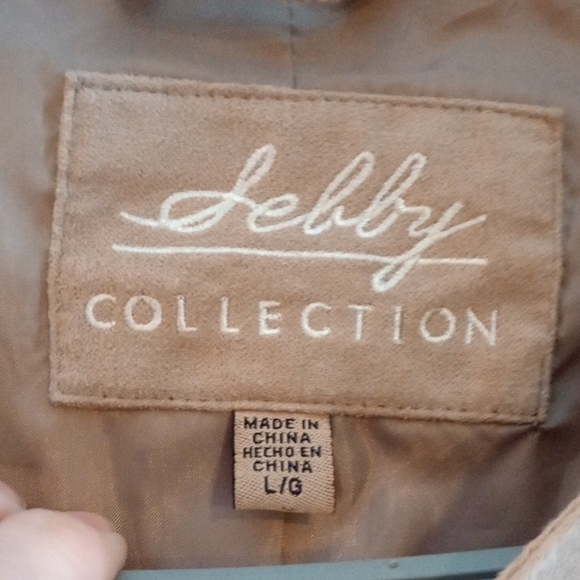 Sebby
COLLECTION
MADE IN
CHINA
HECHO EN
CHINA
L/G